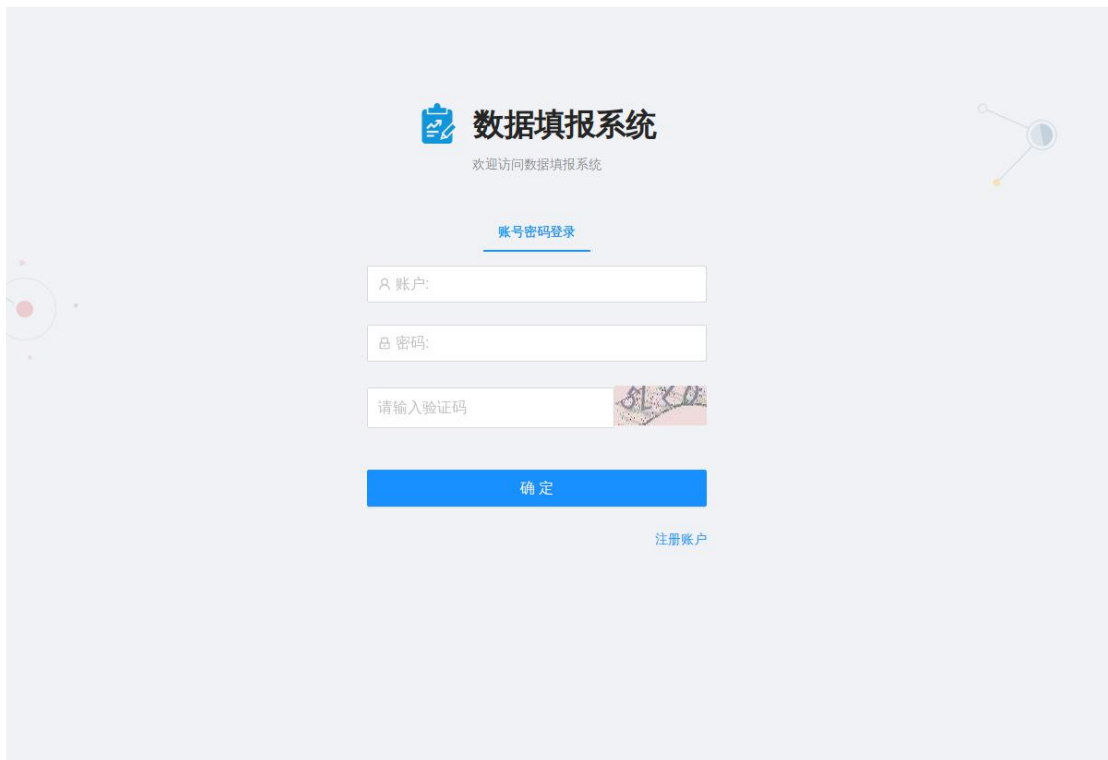 数据填报系统
欢迎访问数据填报系统
账号密码登录
账户:
密码:
请输入验证码
确 定
注册账户